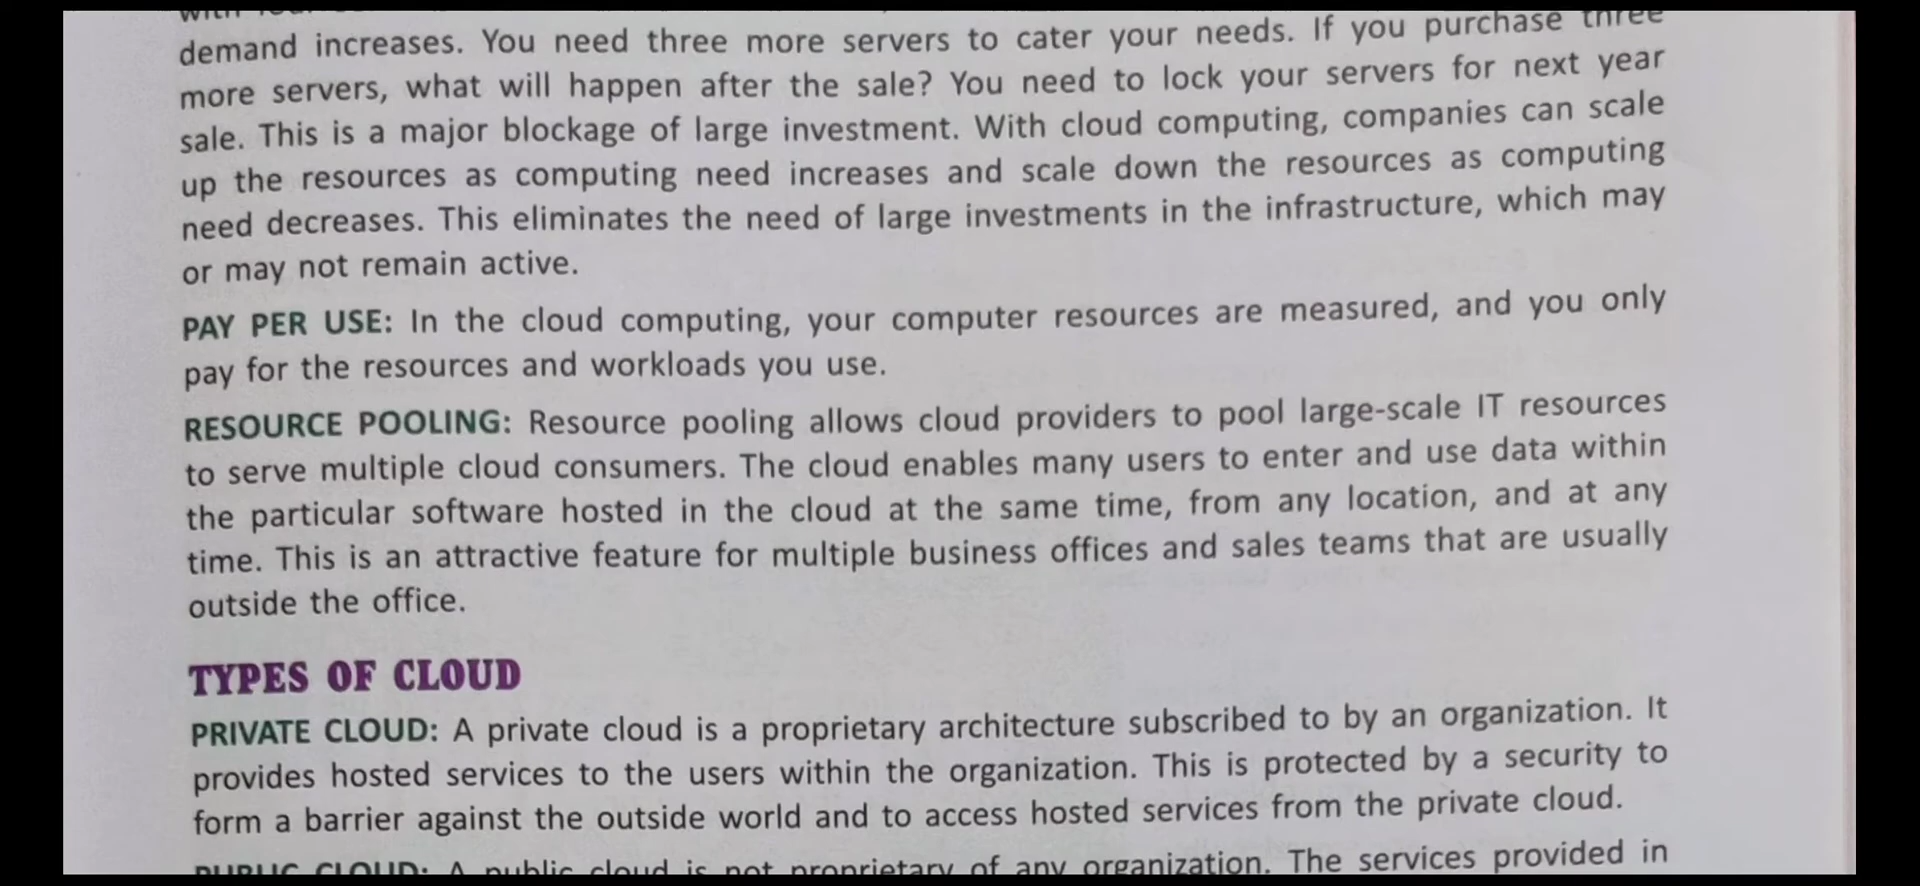 demand increases. You need three more servers to cater your needs. If you purchase three
more servers, what will happen after the sale? You need to lock your servers for next year
sale. This is a major blockage of large investment. With cloud computing, companies can scale
up the resources as computing need increases and scale down the resources as computing
need decreases. This eliminates the need of large investments in the infrastructure, which may
or may not remain active.
PAY PER USE: In the cloud computing, your computer resources are measured, and you only
pay for the resources and workloads you use.
RESOURCE POOLING: Resource pooling allows cloud providers to pool large-scale IT resources
to serve multiple cloud consumers. The cloud enables many users to enter and use data within
the particular software hosted in the cloud at the same time, from any location, and at any
time. This is an attractive feature for multiple business offices and sales teams that are usually
outside the office.
TYPES OF CLOUD
PRIVATE CLOUD: A private cloud is a proprietary architecture subscribed to by an organization. It
provides hosted services to the users within the organization. This is protected by a security to
form a barrier against the outside world and to access hosted services from the private cloud.
PUBLIC CLOUD: A public cloud is not proprietary of any organization. The services provided in